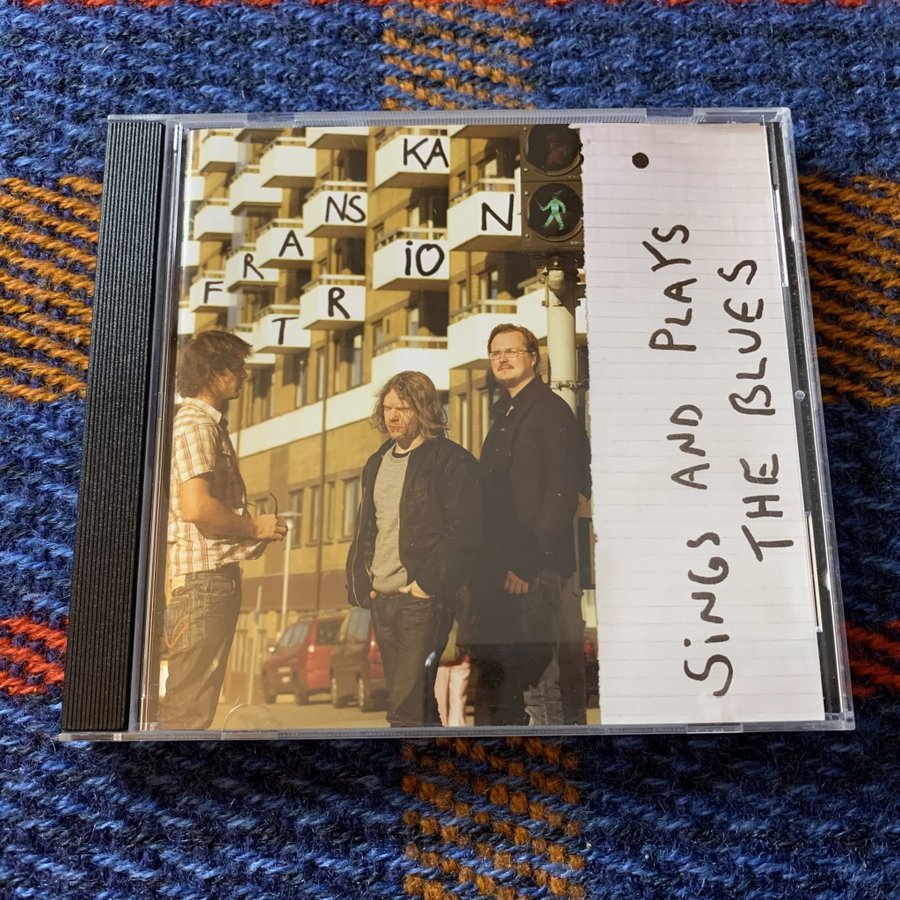 FRANSKA
TRiON
SiNGS AND PLAYS
THE BLUES